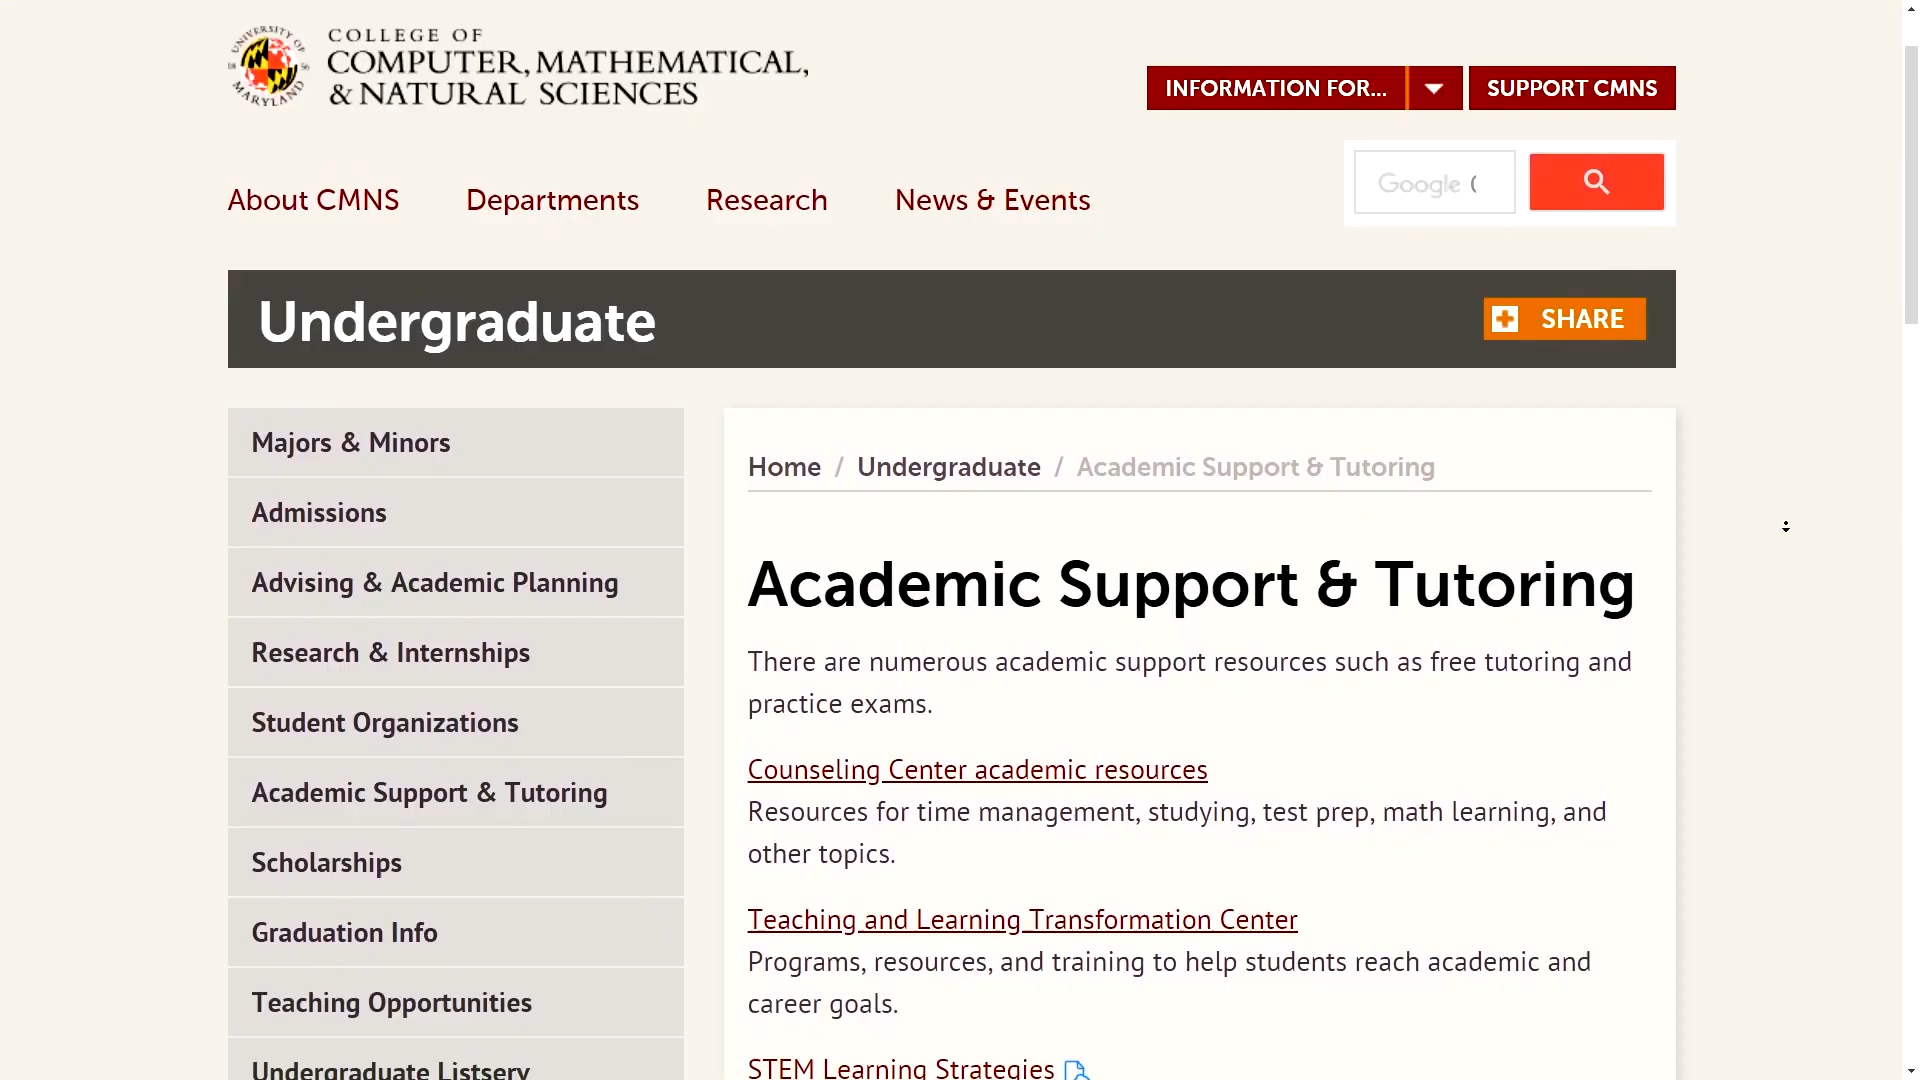 UNIVERSITY OF
18 56
MARYLAND
COLLEGE OF
COMPUTER, MATHEMATICAL,
& NATURAL SCIENCES
INFORMATION FOR...
SUPPORT CMNS
About CMNS
Departments
Research
News & Events
Google
Undergraduate
SHARE
Majors & Minors
Admissions
Advising & Academic Planning
Research & Internships
Student Organizations
Academic Support & Tutoring
Scholarships
Graduation Info
Teaching Opportunities
Undergraduate Listserv
Home / Undergraduate / Academic Support & Tutoring
Academic Support & Tutoring
There are numerous academic support resources such as free tutoring and
practice exams.
Counseling Center academic resources
Resources for time management, studying, test prep, math learning, and
other topics.
Teaching and Learning Transformation Center
Programs, resources, and training to help students reach academic and
career goals.
STEM Learning Strategies